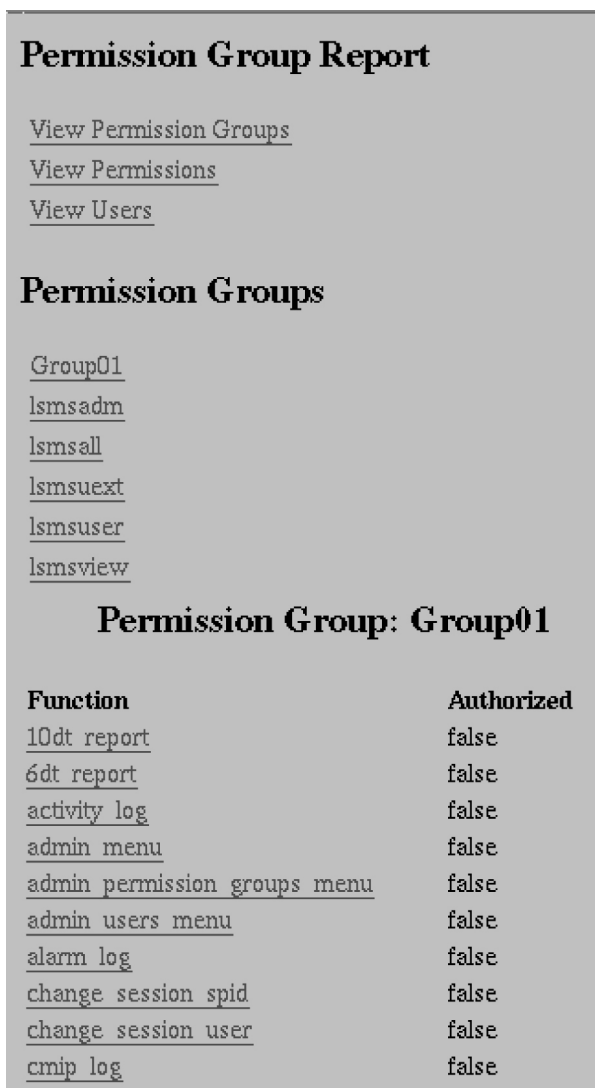 Permission Group Report
View Permission Groups
View Permissions
View Users
Permission Groups
Group01
lsmsadm
lsmsall
lsmsuext
lsmsuser
lsmsview
Permission Group: Group01
Function Authorized
10dt report false
6dt report false
activity log false
admin menu false
admin permission groups menu false
admin users menu false
alarm log false
change session spid false
change session user false
cmip log false